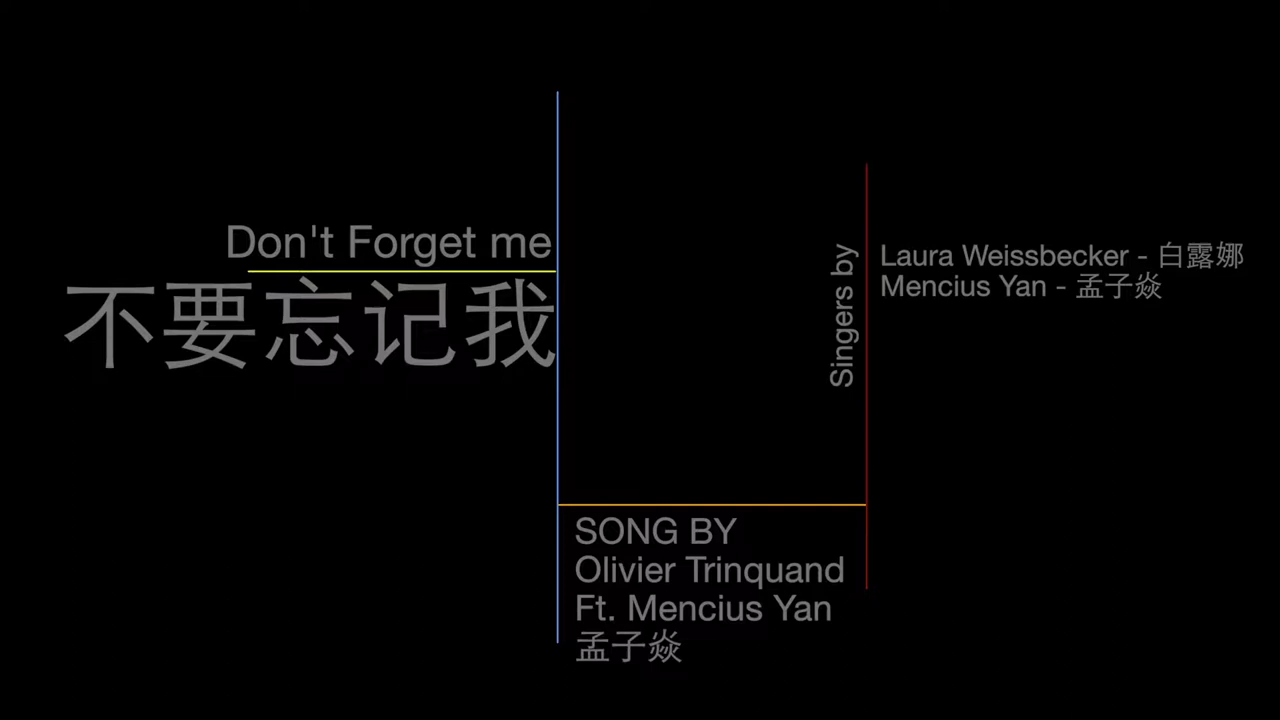 Don't Forget me
不要忘记我
Singers by
Laura Weissbecker - 白露娜
Mencius Yan - 孟子焱
SONG BY
Olivier Trinquand
Ft. Mencius Yan
孟子焱